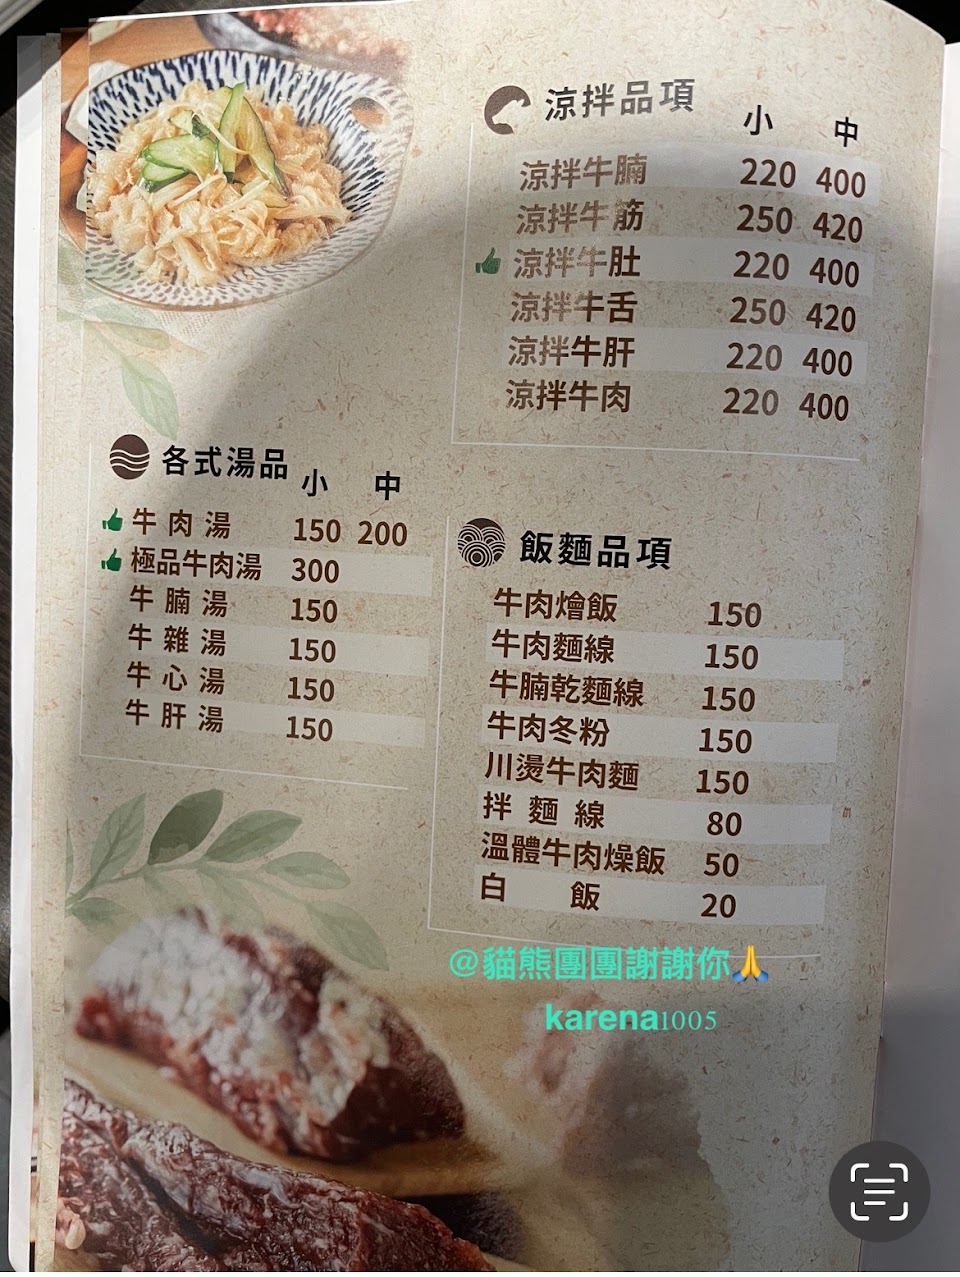 涼拌品項 小 中
涼拌牛腩 220 400
涼拌牛筋 250 420
涼拌牛肚 220 400
涼拌牛舌 250 420
涼拌牛肝 220 400
涼拌牛肉 220 400
各式湯品 小 中
牛肉湯 150 200
極品牛肉湯 300
牛腩湯 150
牛雜湯 150
牛心湯 150
牛肝湯 150
飯麵品項
牛肉燴飯 150
牛肉麵線 150
牛腩乾麵線 150
牛肉冬粉 150
川燙牛肉麵 150
拌麵線 80
溫體牛肉燥飯 50
白飯 20
@貓熊團團謝謝你🙏
karena1005